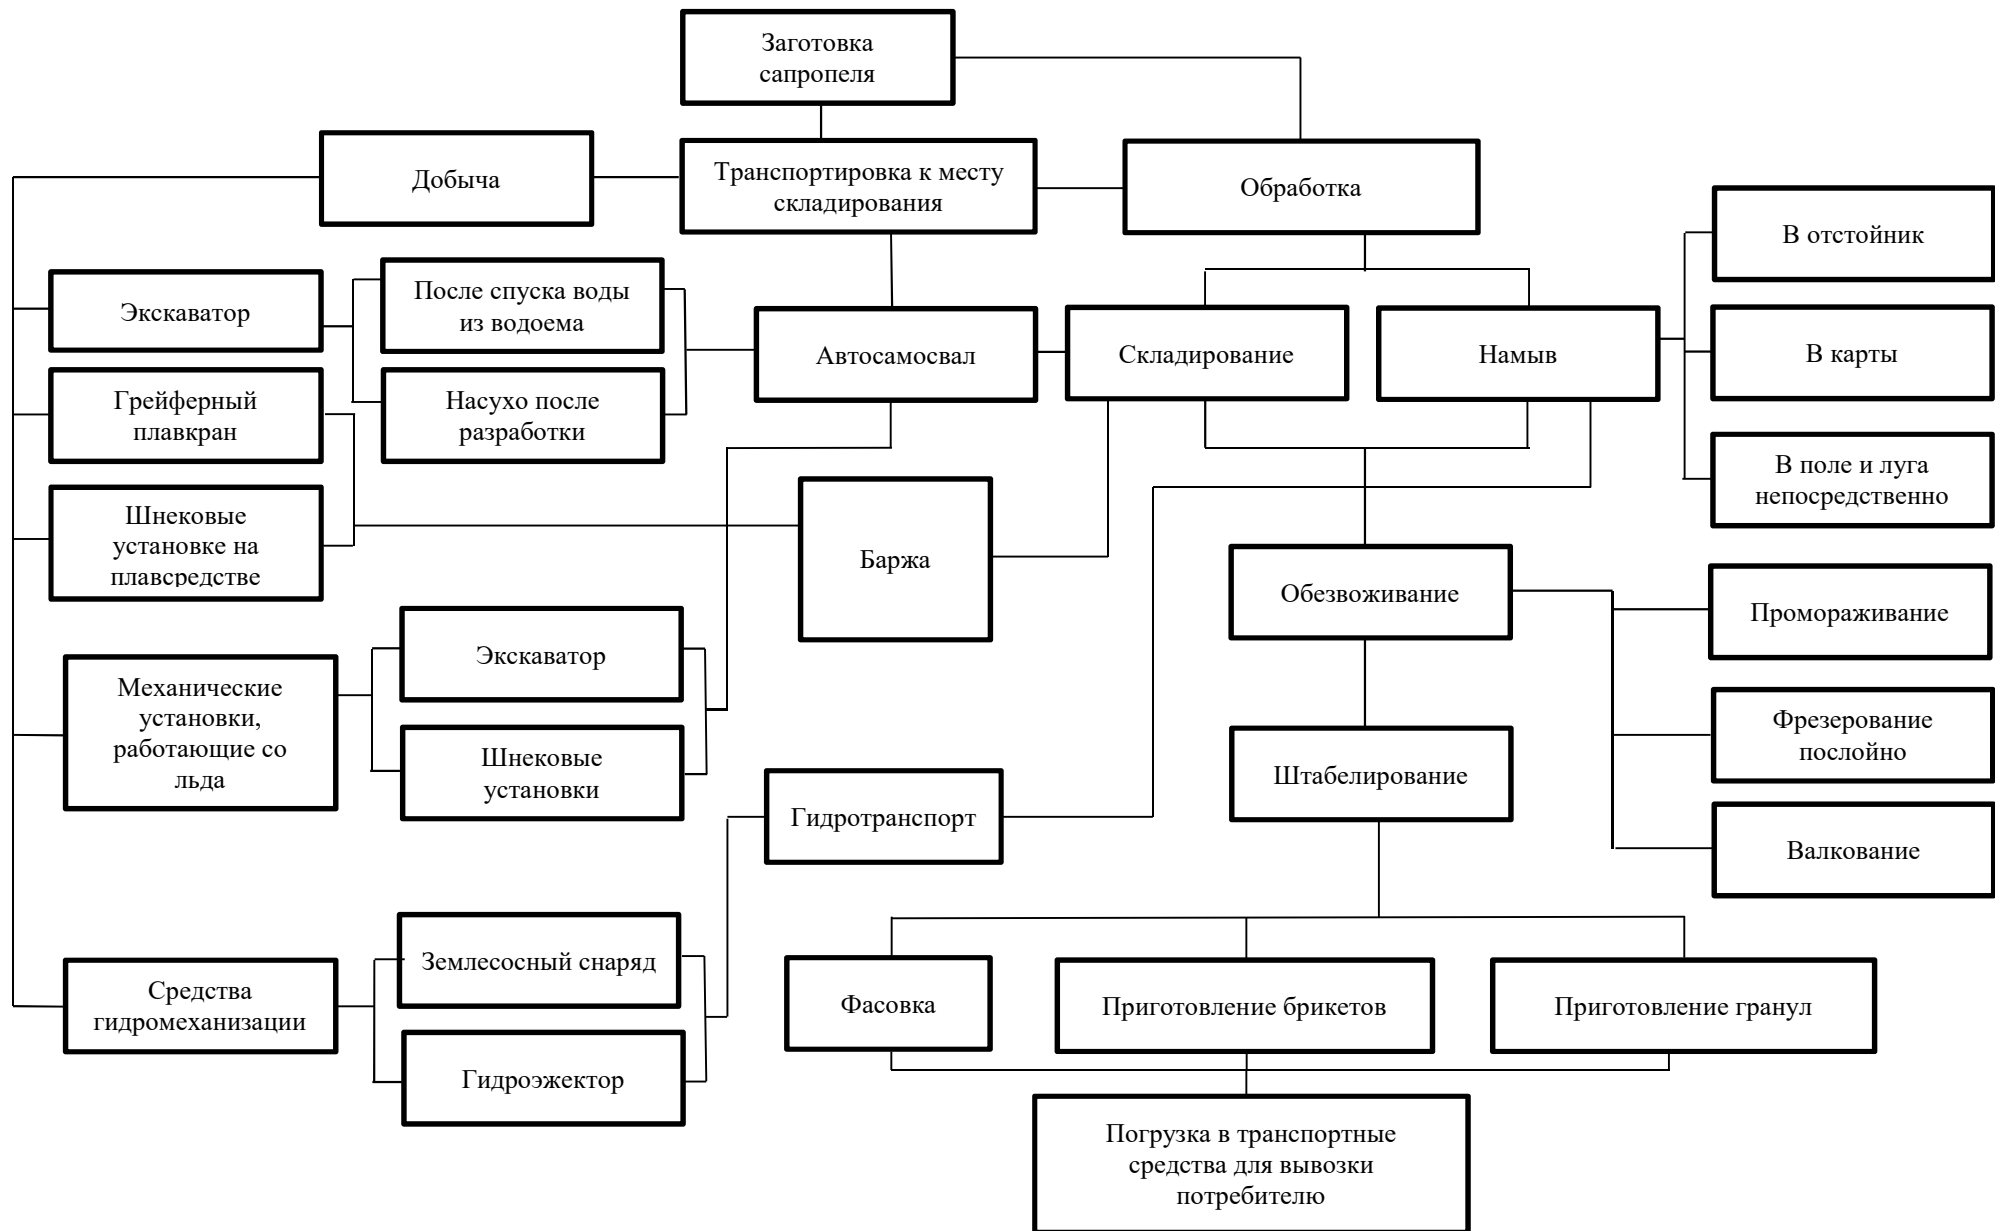 Заготовка
сапропеля
Добыча
Транспортировка к месту
складирования
Обработка
В отстойник
Экскаватор
После спуска воды
из водоема
Автосамосвал
Складирование
Намыв
В карты
Грейферный
плавкран
Насухо после
разработки
В поле и луга
непосредственно
Шнековые
установке на
плавсредстве
Баржа
Обезвоживание
Промораживание
Механические
установки,
работающие со
льда
Экскаватор
Шнековые
установки
Фрезерование
послойно
Штабелирование
Гидротранспорт
Валкование
Средства
гидромеханизации
Землесосный снаряд
Гидроэжектор
Фасовка
Приготовление брикетов
Приготовление гранул
Погрузка в транспортные
средства для вывозки
потребителю